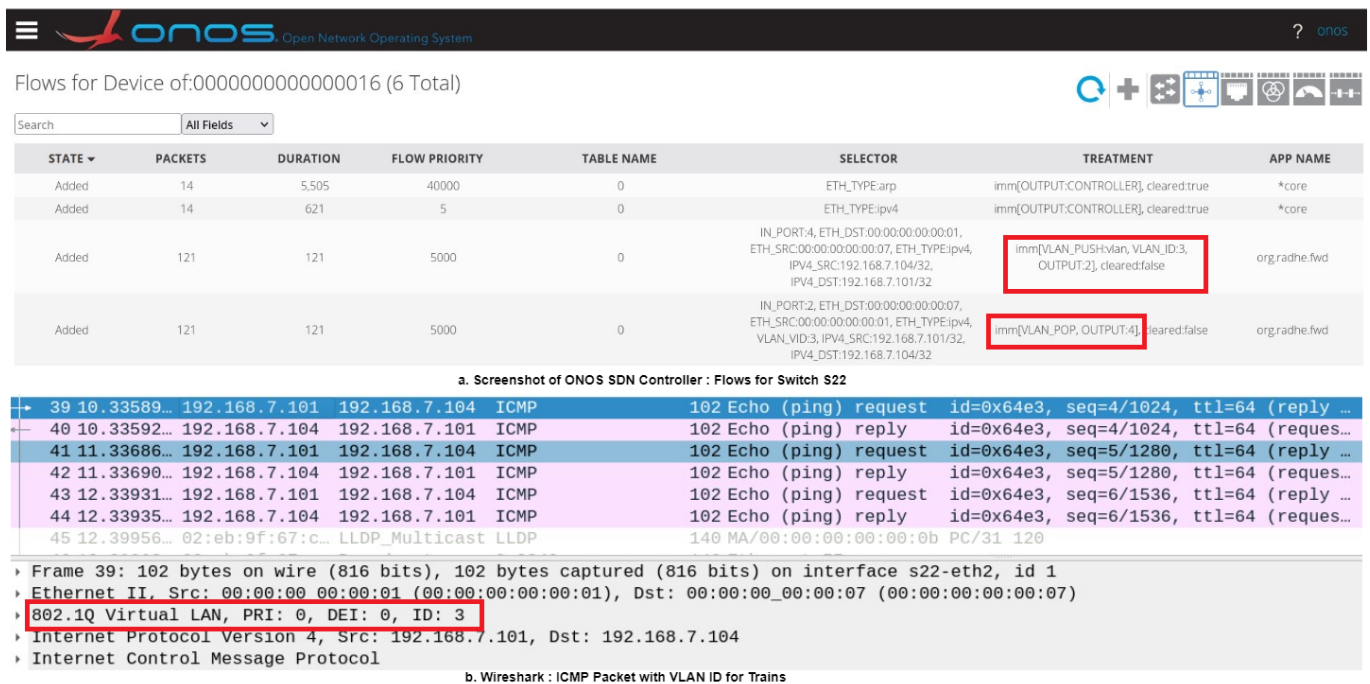 onos. Open Network Operating System ? onos
Flows for Device of:0000000000000016 (6 Total)
Search All Fields
STATE PACKETS DURATION FLOW PRIORITY TABLE NAME SELECTOR TREATMENT APP NAME
Added 14 5,505 40000 0 ETH_TYPE:arp imm[OUTPUT:CONTROLLER], cleared:true *core
Added 14 621 5 0 ETH_TYPE:ipv4 imm[OUTPUT:CONTROLLER], cleared:true *core
IN_PORT:4, ETH_DST:00:00:00:00:00:01,
ETH_SRC:00:00:00:00:00:07, ETH_TYPE:ipv4,
IPV4_SRC:192.168.7.104/32,
IPV4_DST:192.168.7.101/32
Added 121 121 5000 0 imm[VLAN_PUSH:vlan, VLAN_ID:3,
OUTPUT:2], cleared:false
org.radhe.fwd
IN_PORT:2, ETH_DST:00:00:00:00:00:07,
ETH_SRC:00:00:00:00:00:01, ETH_TYPE:ipv4,
VLAN_VID:3, IPV4_SRC:192.168.7.101/32,
IPV4_DST:192.168.7.104/32
Added 121 121 5000 0 imm[VLAN_POP, OUTPUT:4], cleared:false org.radhe.fwd
a. Screenshot of ONOS SDN Controller : Flows for Switch S22
39 10.33589… 192.168.7.101 192.168.7.104 ICMP 102 Echo (ping) request id=0x64e3, seq=4/1024, ttl=64 (reply …
40 10.33592… 192.168.7.104 192.168.7.101 ICMP 102 Echo (ping) reply id=0x64e3, seq=4/1024, ttl=64 (reques…
41 11.33686… 192.168.7.101 192.168.7.104 ICMP 102 Echo (ping) request id=0x64e3, seq=5/1280, ttl=64 (reply …
42 11.33690… 192.168.7.104 192.168.7.101 ICMP 102 Echo (ping) reply id=0x64e3, seq=5/1280, ttl=64 (reques…
43 12.33931… 192.168.7.101 192.168.7.104 ICMP 102 Echo (ping) request id=0x64e3, seq=6/1536, ttl=64 (reply …
44 12.33935… 192.168.7.104 192.168.7.101 ICMP 102 Echo (ping) reply id=0x64e3, seq=6/1536, ttl=64 (reques…
45 12.39956… 02:eb:9f:67:c… LLDP_Multicast LLDP 140 MA/00:00:00:00:00:0b PC/31 120
Frame 39: 102 bytes on wire (816 bits), 102 bytes captured (816 bits) on interface s22-eth2, id 1
Ethernet II, Src: 00:00:00_00:00:01 (00:00:00:00:00:01), Dst: 00:00:00_00:00:07 (00:00:00:00:00:07)
802.1Q Virtual LAN, PRI: 0, DEI: 0, ID: 3
Internet Protocol Version 4, Src: 192.168.7.101, Dst: 192.168.7.104
Internet Control Message Protocol
b. Wireshark : ICMP Packet with VLAN ID for Trains